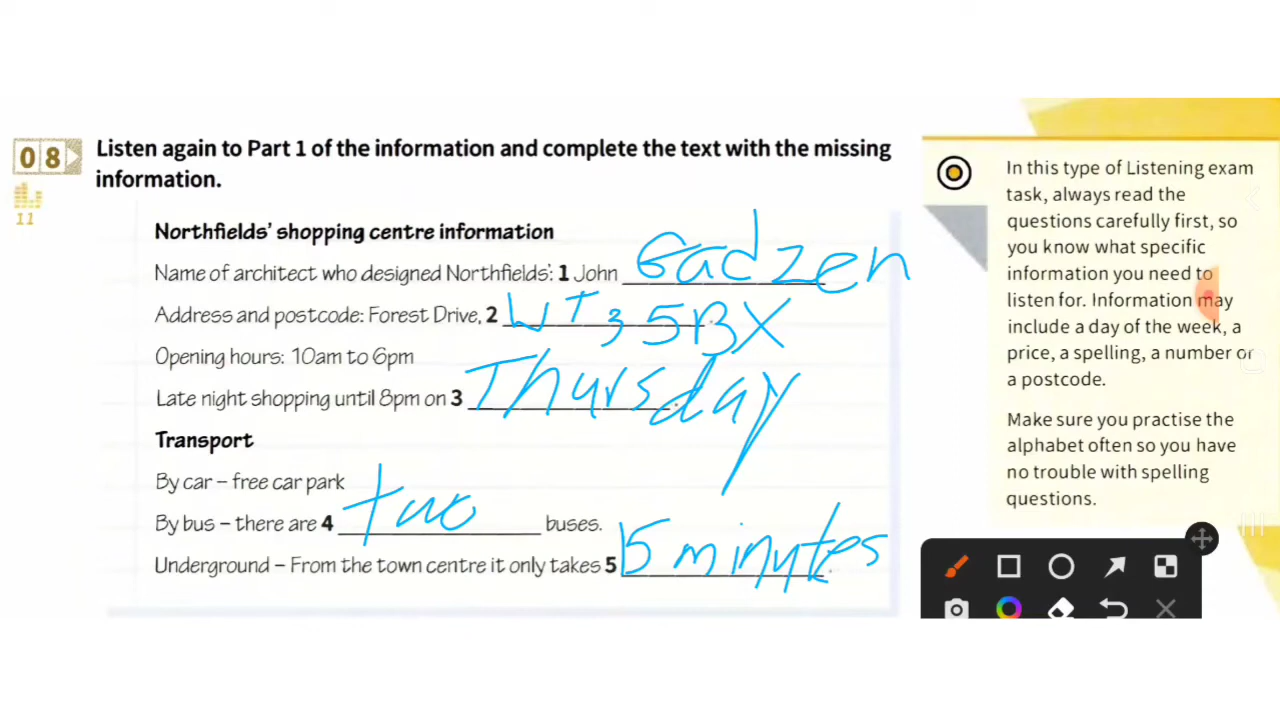 08
11
Listen again to Part 1 of the information and complete the text with the missing
information.
Northfields' shopping centre information
Name of architect who designed Northfields': 1 John Gadzen
Address and postcode: Forest Drive, 2 WT3 5BX.
Opening hours: 10am to 6pm
Late night shopping until 8pm on 3 Thursday.
Transport
By car – free car park
By bus – there are 4 two buses.
Underground – From the town centre it only takes 5 15 minutes.
In this type of Listening exam
task, always read the
questions carefully first, so
you know what specific
information you need to
listen for. Information may
include a day of the week, a
price, a spelling, a number or
a postcode.
Make sure you practise the
alphabet often so you have
no trouble with spelling
questions.